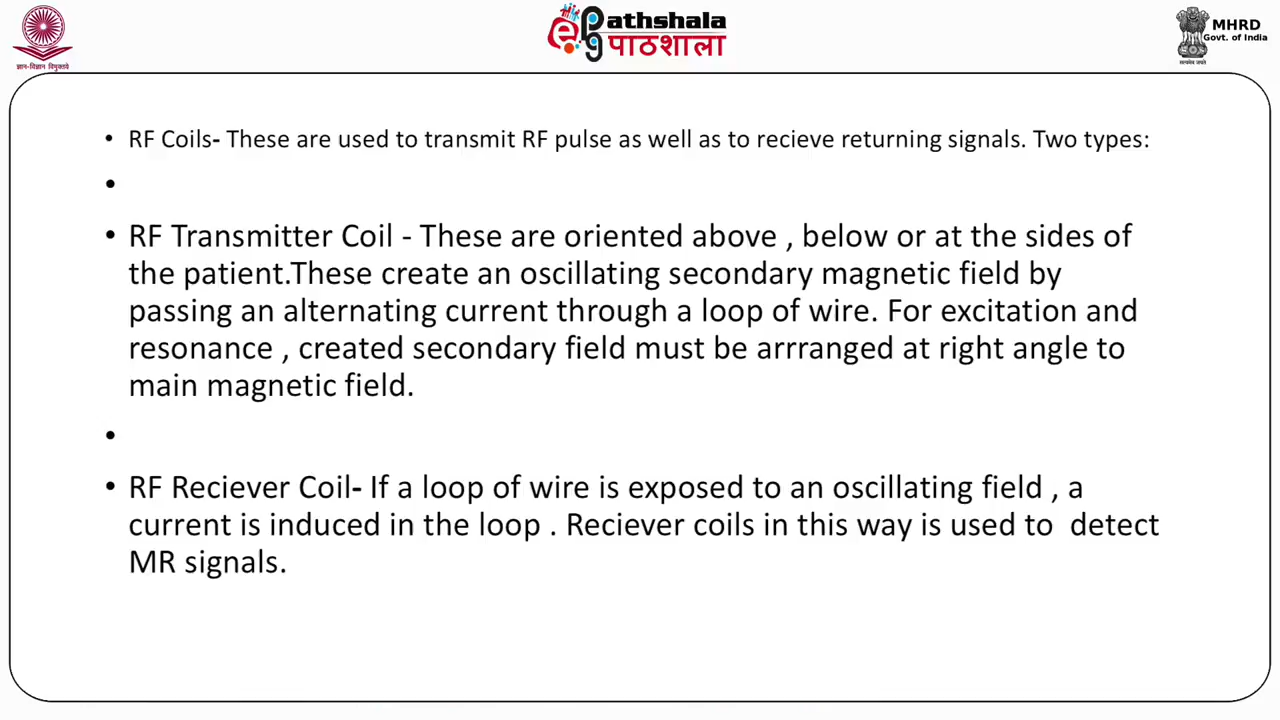 ज्ञान-विज्ञान विमुक्तये
ePathshala
पाठशाला
MHRD
Govt. of India
सत्यमेव जयते
• RF Coils- These are used to transmit RF pulse as well as to recieve returning signals. Two types:
•
• RF Transmitter Coil - These are oriented above , below or at the sides of
the patient.These create an oscillating secondary magnetic field by
passing an alternating current through a loop of wire. For excitation and
resonance , created secondary field must be arrranged at right angle to
main magnetic field.
•
• RF Reciever Coil- If a loop of wire is exposed to an oscillating field , a
current is induced in the loop . Reciever coils in this way is used to  detect
MR signals.